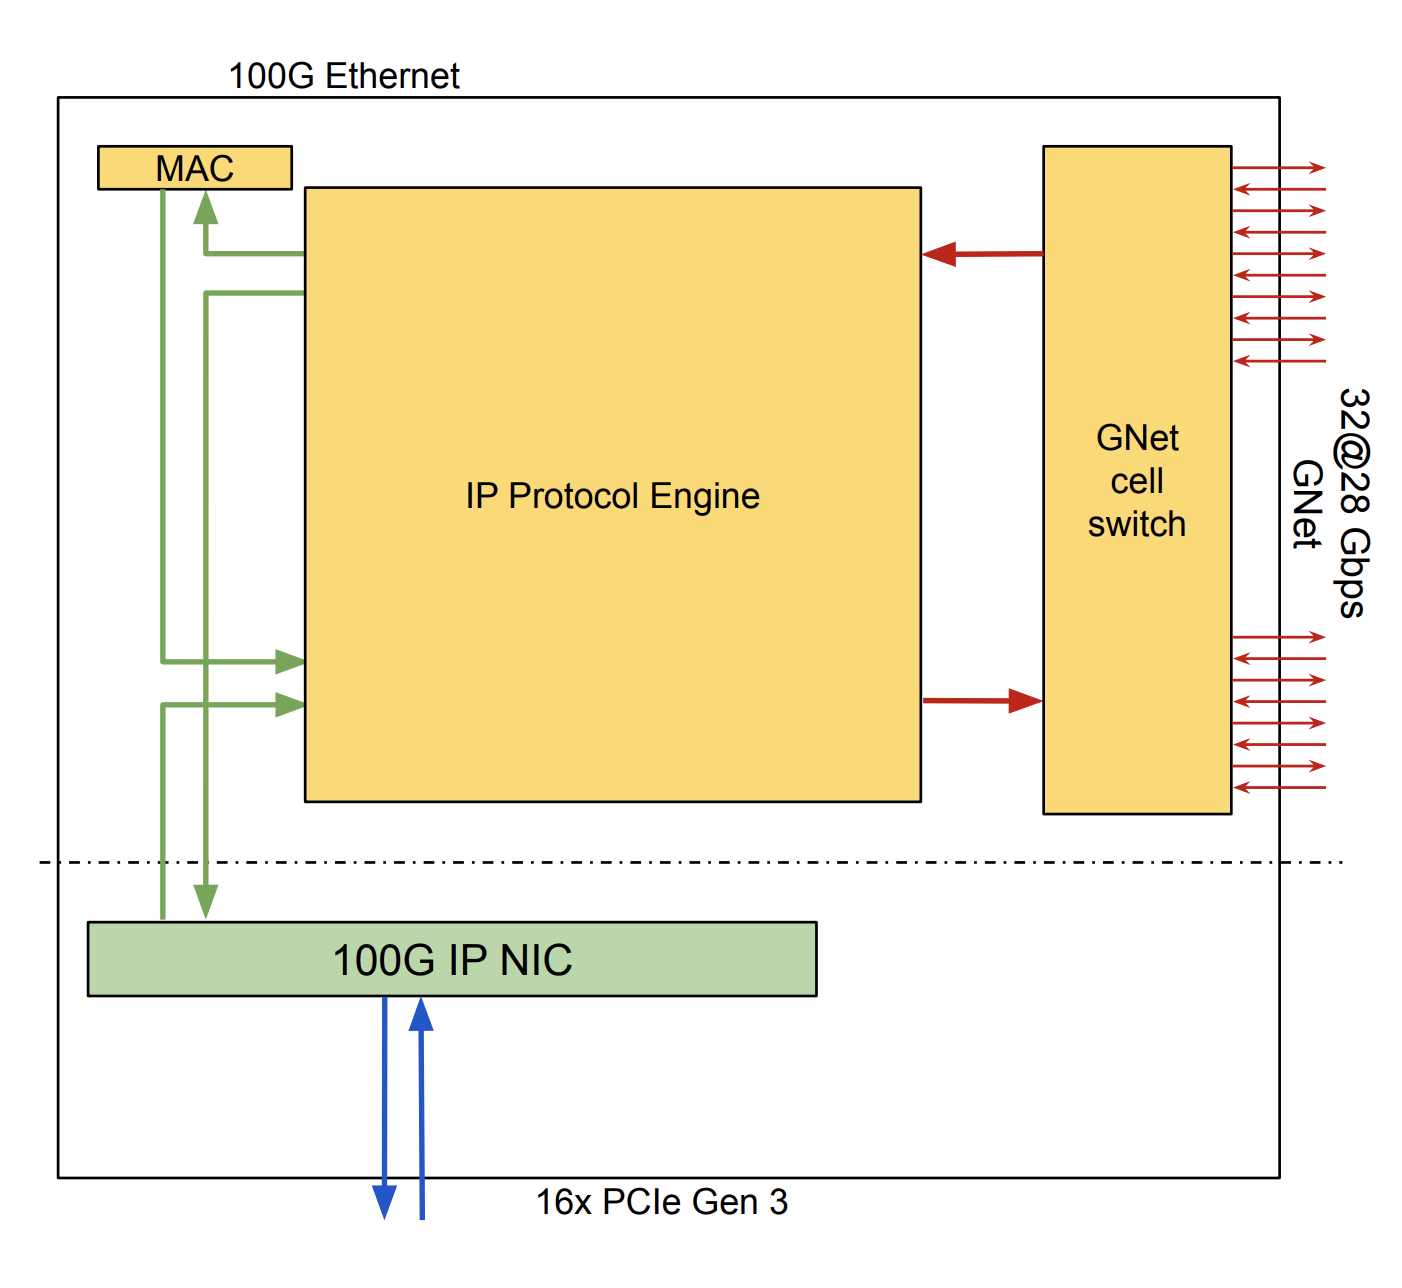 100G Ethernet
MAC
IP Protocol Engine
GNet
cell
switch
32@28 Gbps
GNet
100G IP NIC
16x PCIe Gen 3